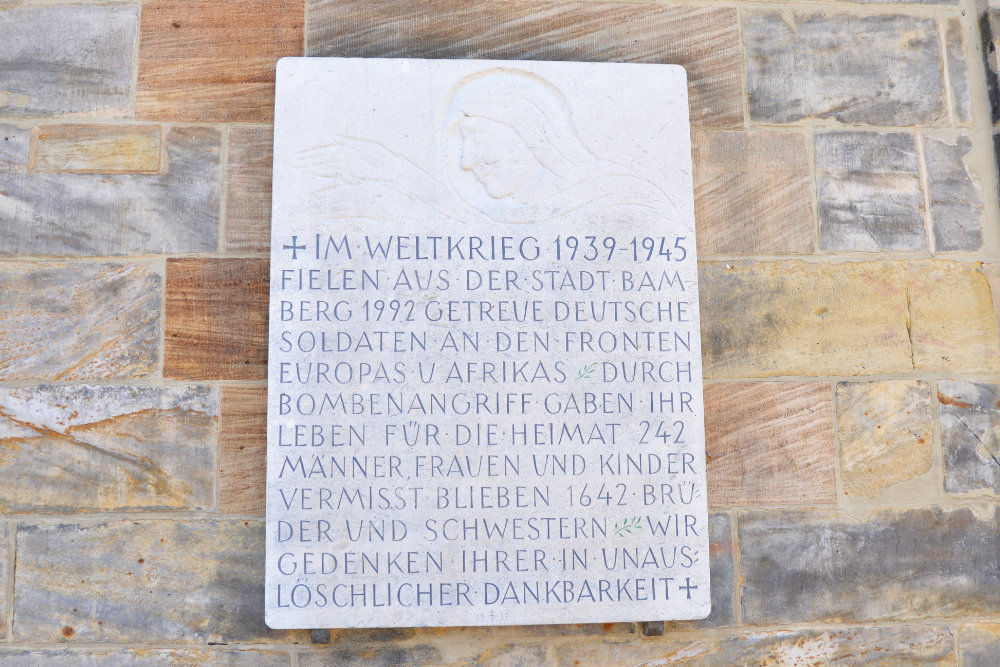 ✠ IM·WELTKRIEG 1939-1945
FIELEN AUS·DER·STADT BAM-
BERG 1992 GETREUE DEUTSCHE
SOLDATEN AN·DEN·FRONTEN
EUROPAS U AFRIKAS DURCH
BOMBENANGRIFF·GABEN·IHR
LEBEN FÜR·DIE·HEIMAT 242
MÄNNER, FRAUEN UND KINDER
VERMISST·BLIEBEN 1642·BRÜ-
DER UND SCHWESTERN WIR
GEDENKEN IHRER·IN·UNAUS-
LÖSCHLICHER·DANKBARKEIT ✠